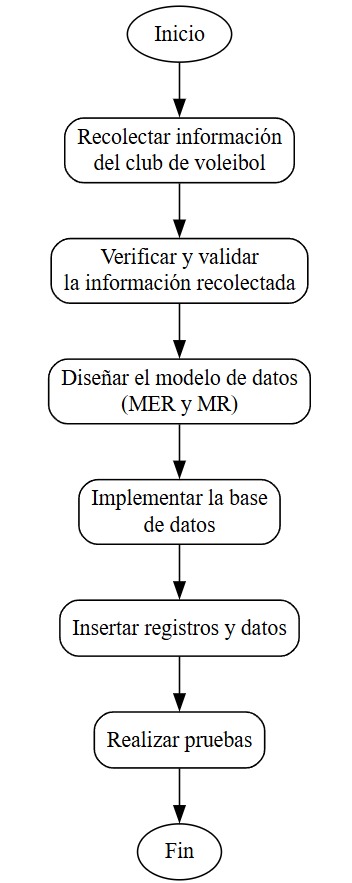 Inicio
Recolectar información
del club de voleibol
Verificar y validar
la información recolectada
Diseñar el modelo de datos
(MER y MR)
Implementar la base
de datos
Insertar registros y datos
Realizar pruebas
Fin